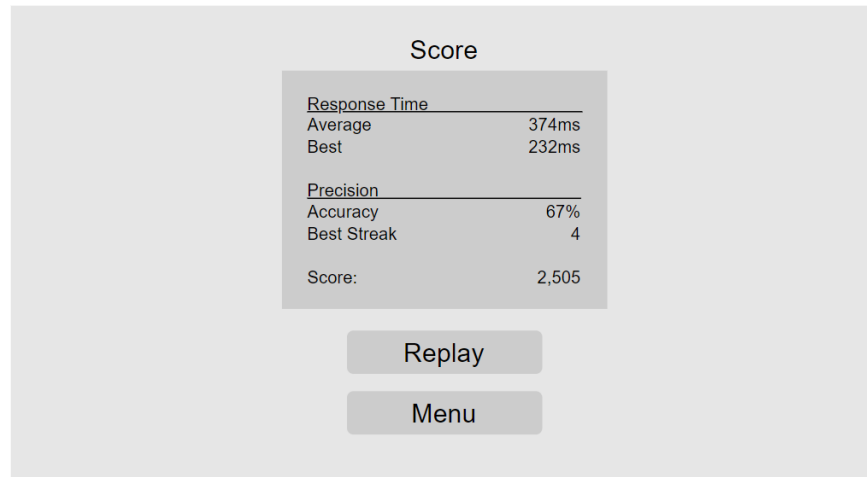 Score
Response Time
Average 374ms
Best 232ms
Precision
Accuracy 67%
Best Streak 4
Score: 2,505
Replay
Menu